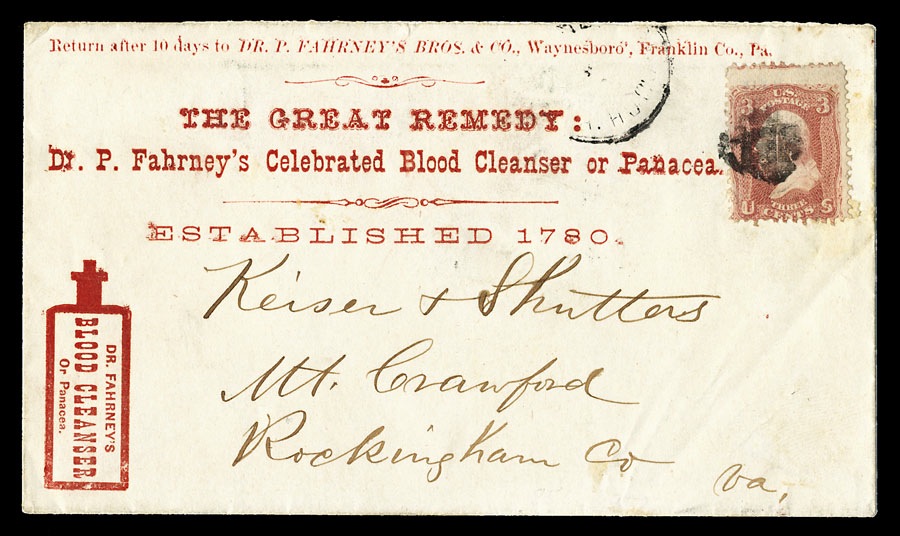 Return after 10 days to DR. P. FAHRNEY'S BROS. & CO., Waynesboro', Franklin Co., Pa.
THE GREAT REMEDY:
Dr. P. Fahrney's Celebrated Blood Cleanser or Panacea.
ESTABLISHED 1780.
U.S.
POSTAGE
3 3
THREE
U CENTS S
DR. FAHRNEY'S
BLOOD CLEANSER
Or Panacea.
Keiser & Shutters
Mt. Crawford
Rockingham Co
Va,